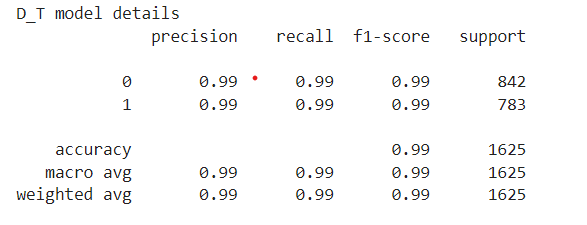 D_T model details
precision recall f1-score support
0 0.99 0.99 0.99 842
1 0.99 0.99 0.99 783
accuracy 0.99 1625
macro avg 0.99 0.99 0.99 1625
weighted avg 0.99 0.99 0.99 1625